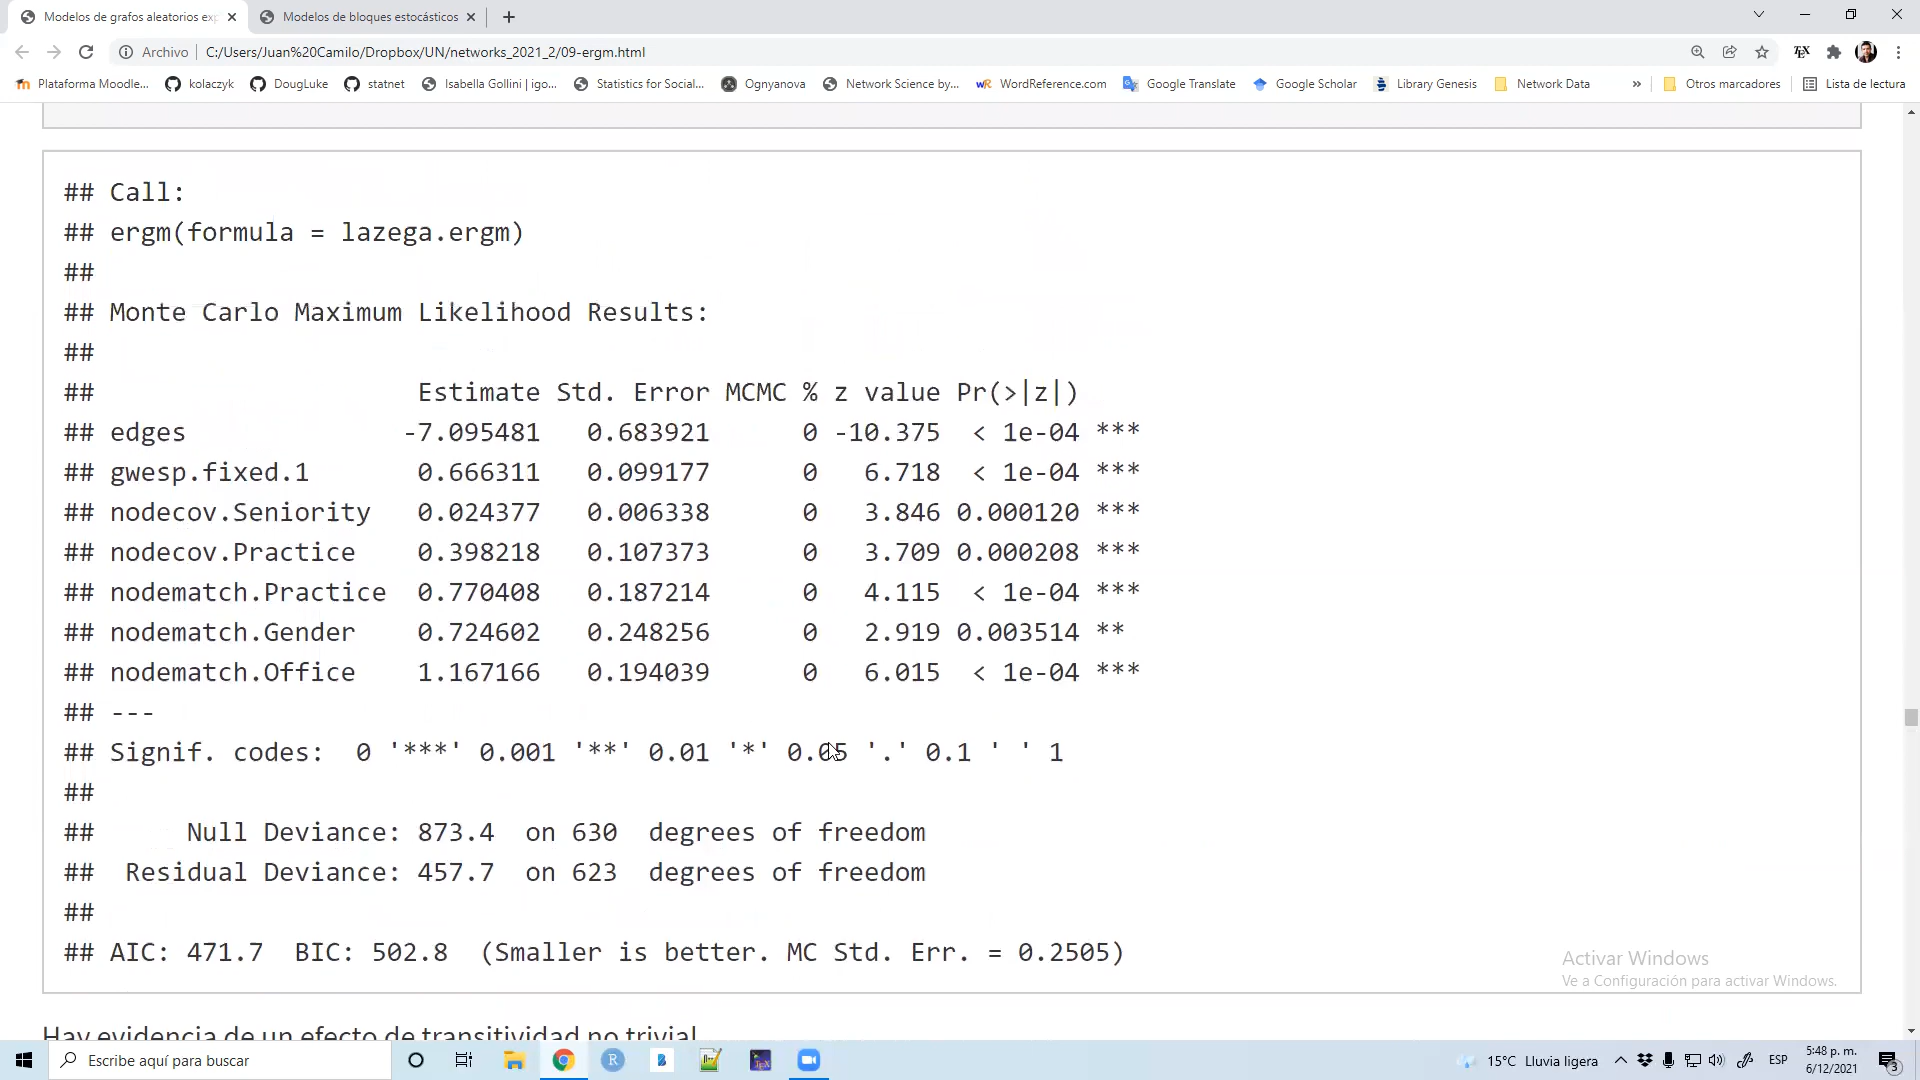 Modelos de grafos aleatorios exp
Modelos de bloques estocásticos
Archivo
C:/Users/Juan%20Camilo/Dropbox/UN/networks_2021_2/09-ergm.html
Plataforma Moodle...
kolaczyk
DougLuke
statnet
Isabella Gollini | igo...
Statistics for Social...
Ognyanova
Network Science by...
WordReference.com
Google Translate
Google Scholar
Library Genesis
Network Data
»
Otros marcadores
Lista de lectura
## Call:
## ergm(formula = lazega.ergm)
##
## Monte Carlo Maximum Likelihood Results:
##
## Estimate Std. Error MCMC % z value Pr(>|z|)
## edges -7.095481 0.683921 0 -10.375 < 1e-04 ***
## gwesp.fixed.1 0.666311 0.099177 0 6.718 < 1e-04 ***
## nodecov.Seniority 0.024377 0.006338 0 3.846 0.000120 ***
## nodecov.Practice 0.398218 0.107373 0 3.709 0.000208 ***
## nodematch.Practice 0.770408 0.187214 0 4.115 < 1e-04 ***
## nodematch.Gender 0.724602 0.248256 0 2.919 0.003514 **
## nodematch.Office 1.167166 0.194039 0 6.015 < 1e-04 ***
## ---
## Signif. codes: 0 '***' 0.001 '**' 0.01 '*' 0.05 '.' 0.1 ' ' 1
##
## Null Deviance: 873.4 on 630 degrees of freedom
## Residual Deviance: 457.7 on 623 degrees of freedom
##
## AIC: 471.7 BIC: 502.8 (Smaller is better. MC Std. Err. = 0.2505)
Activar Windows
Ve a Configuración para activar Windows.
Hay evidencia de un efecto de transitividad no trivial
Escribe aquí para buscar
15°C Lluvia ligera
ESP
5:48 p. m.
6/12/2021
3